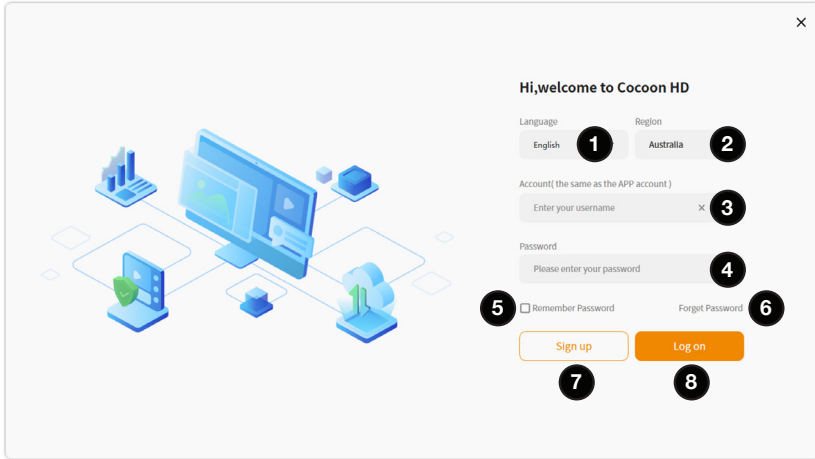 Hi,welcome to Cocoon HD
Language Region
English 1 Australia 2
Account( the same as the APP account )
Enter your username × 3
Password
Please enter your password 4
5 Remember Password Forget Password 6
Sign up Log on
7 8